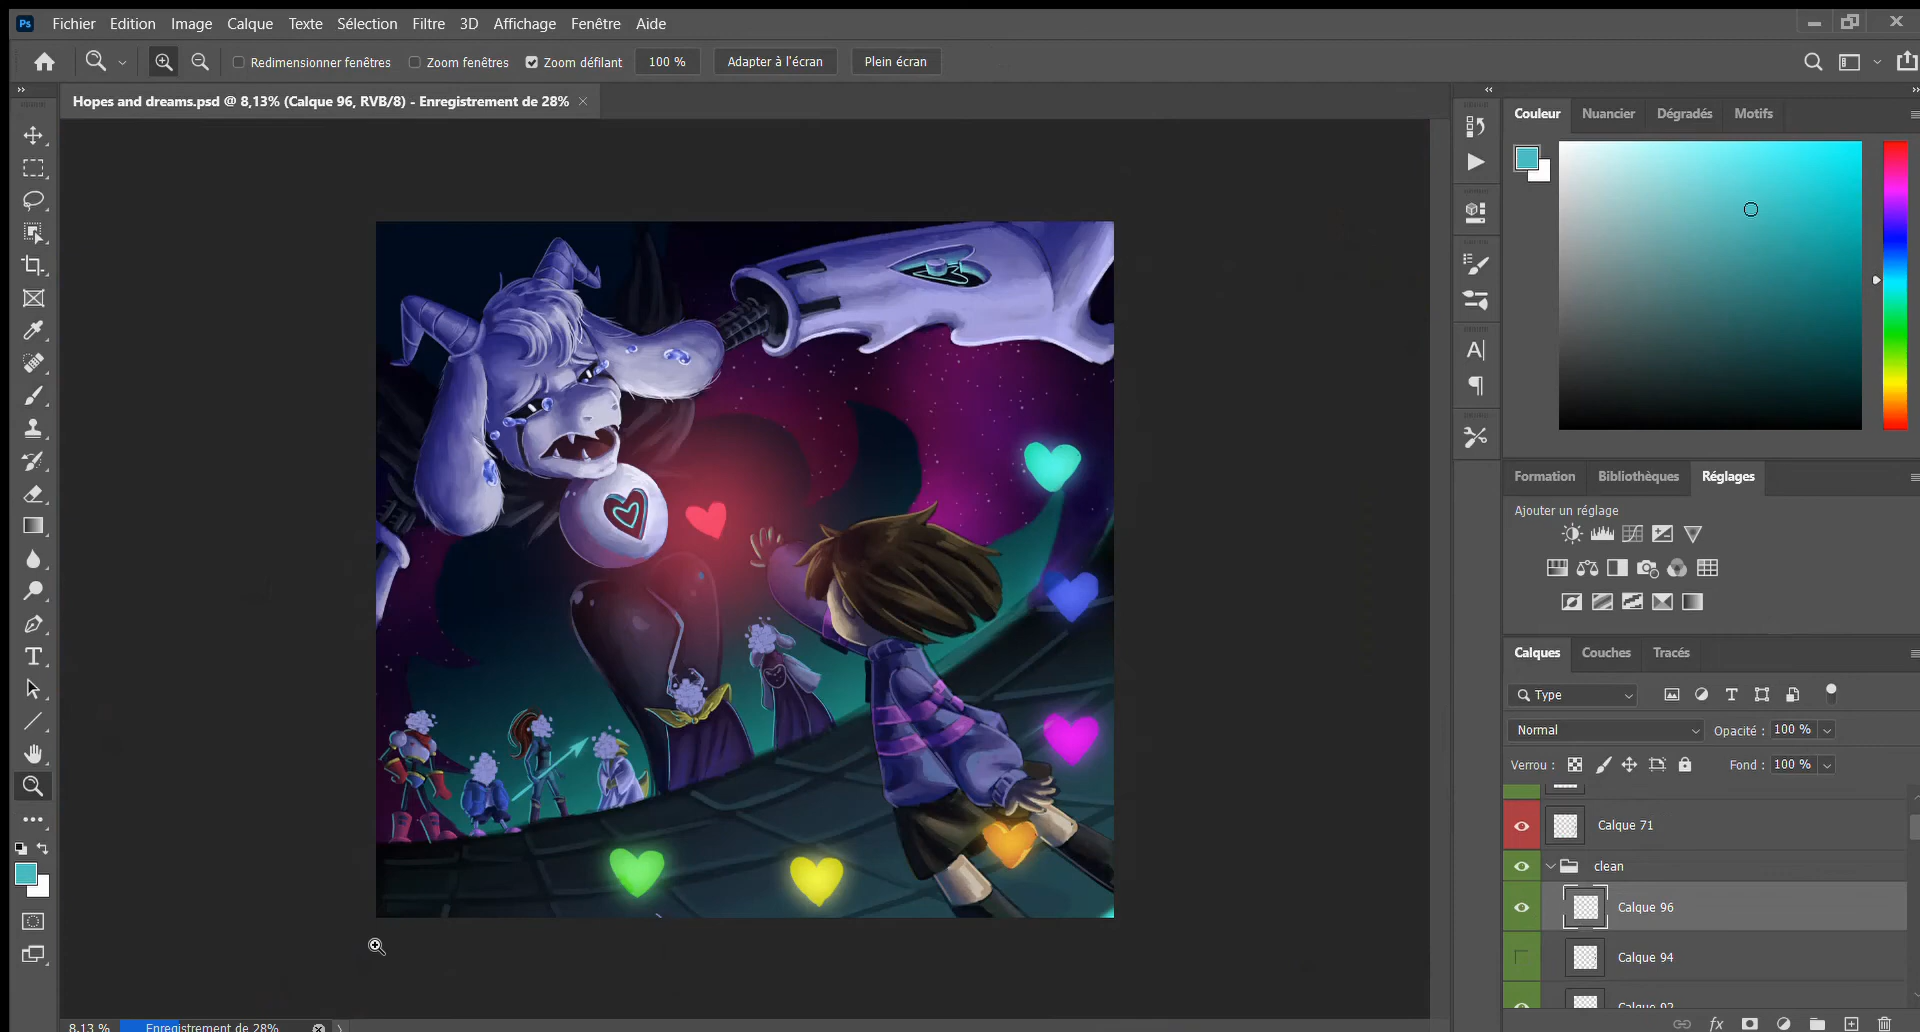 Ps Fichier Edition Image Calque Texte Sélection Filtre 3D Affichage Fenêtre Aide
Redimensionner fenêtres Zoom fenêtres Zoom défilant 100 % Adapter à l'écran Plein écran
Hopes and dreams.psd @ 8,13% (Calque 96, RVB/8) - Enregistrement de 28%
Couleur Nuancier Dégradés Motifs
Formation Bibliothèques Réglages
Ajouter un réglage
Calques Couches Tracés
Type
Normal Opacité : 100 %
Verrou : Fond : 100 %
Calque 71
clean
Calque 96
Calque 94
Calque 92
8,13 % Enregistrement de 28%